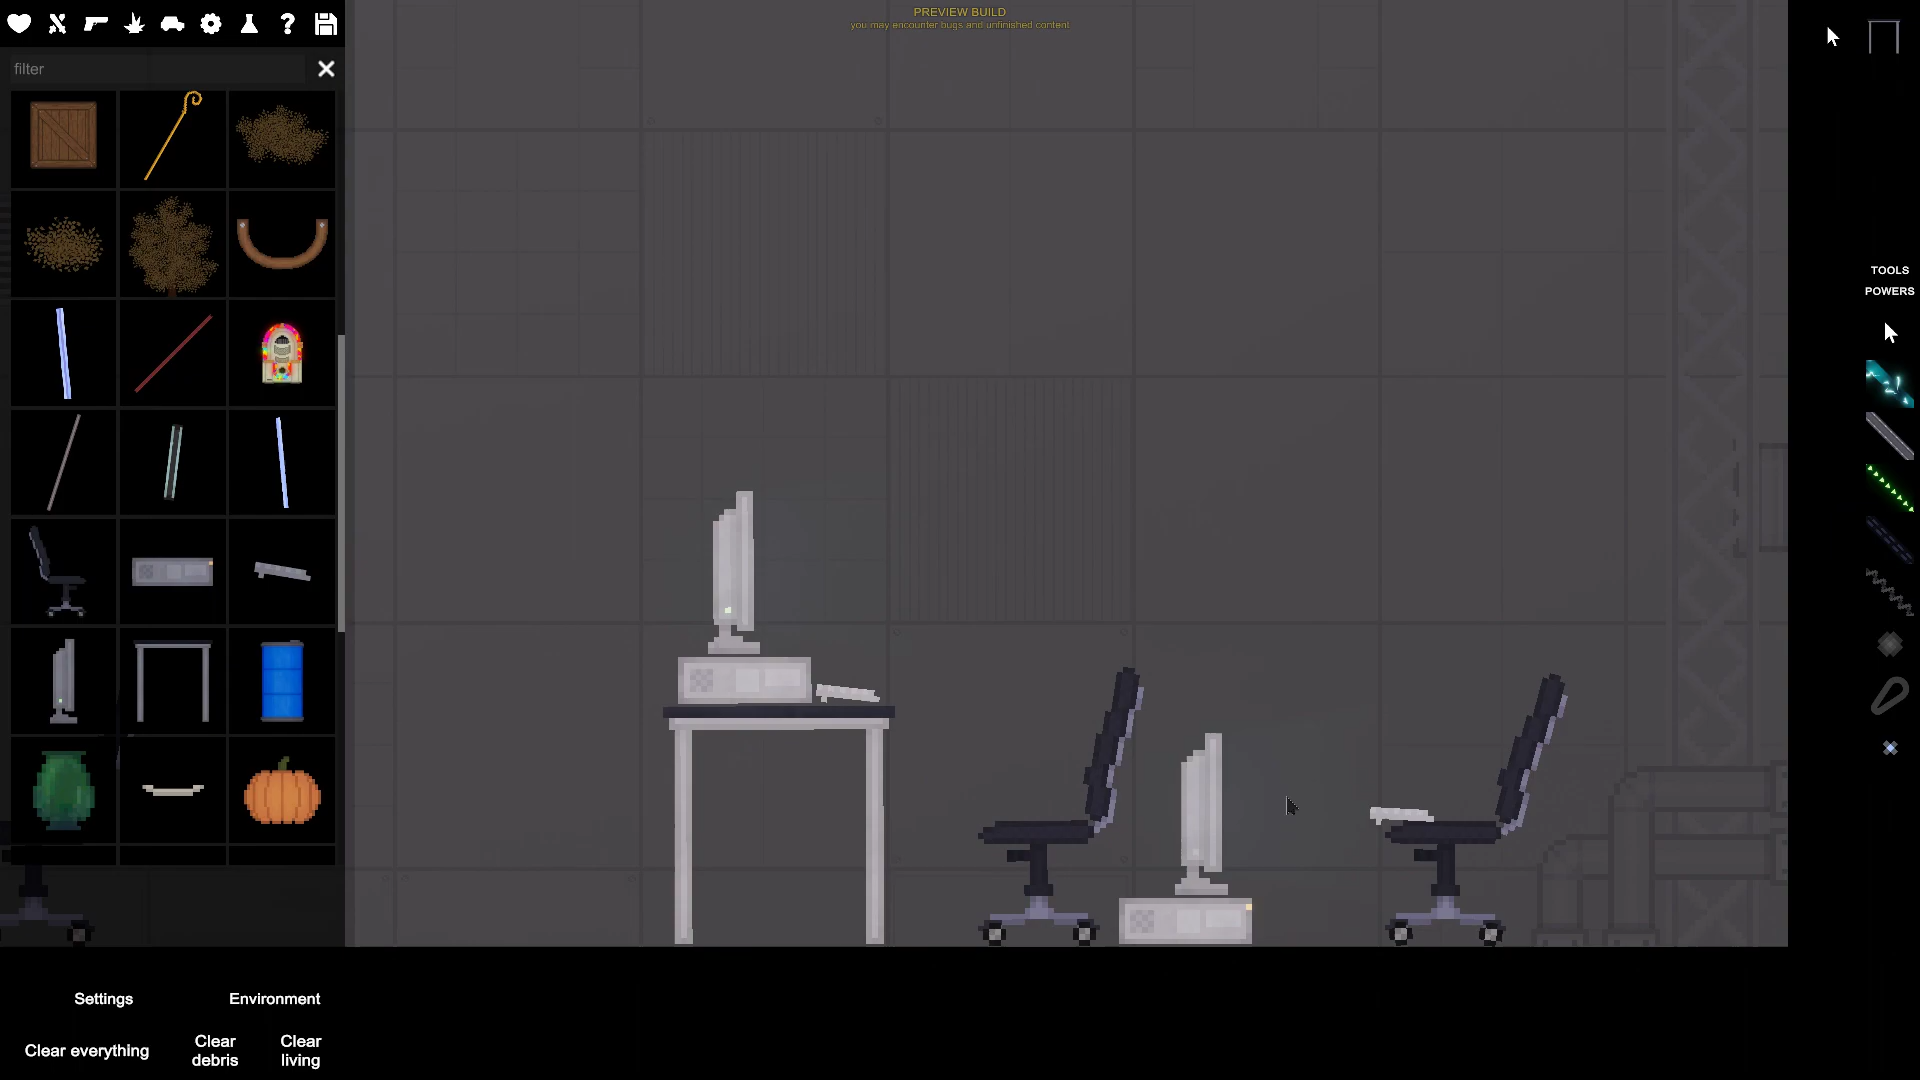 PREVIEW BUILD
you may encounter bugs and unfinished content
filter
TOOLS
POWERS
Settings
Environment
Clear everything
Clear
debris
Clear
living